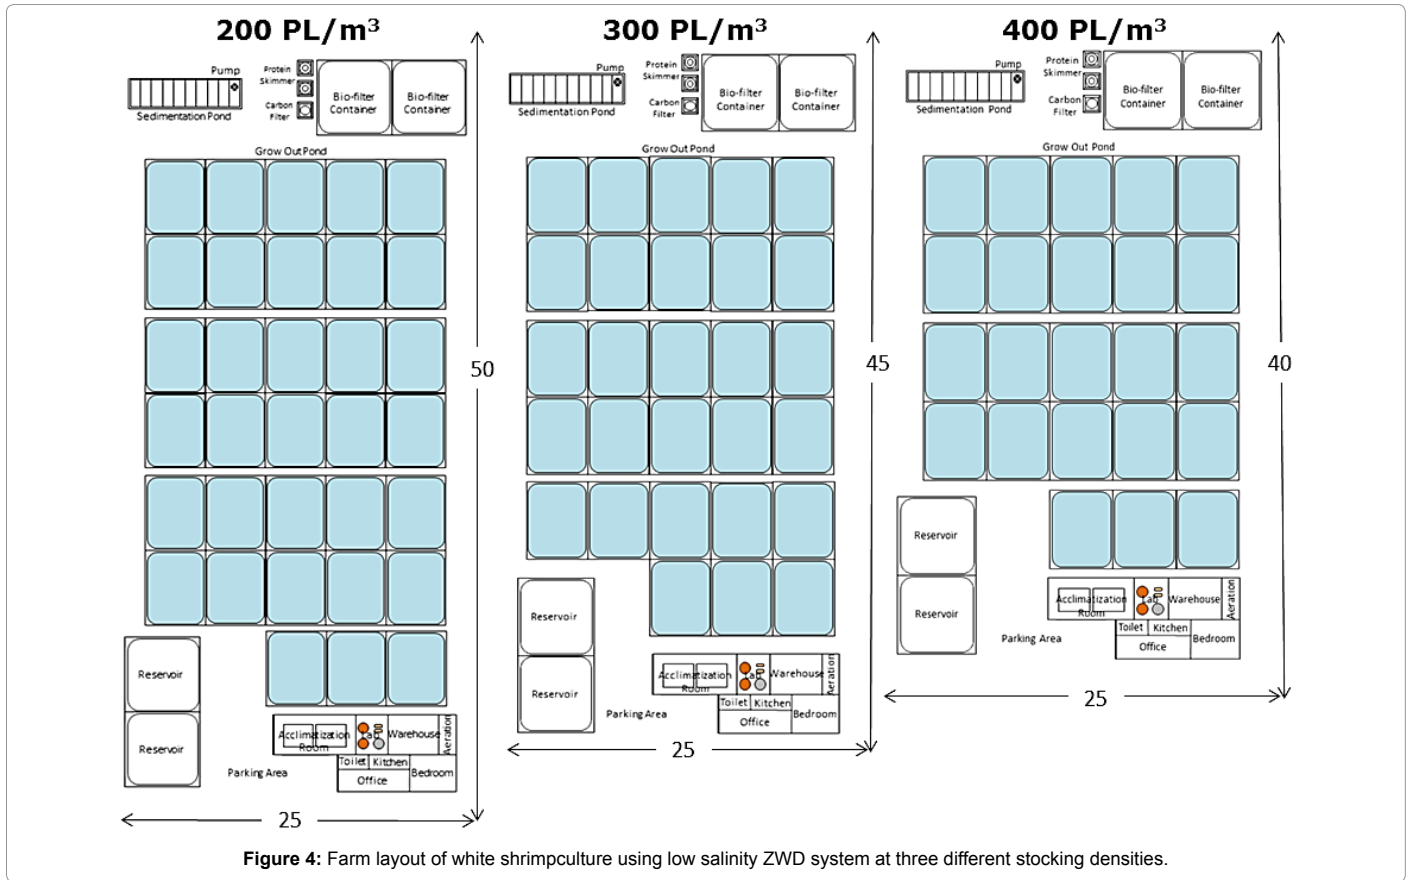 200 PL/m³
Pump
Sedimentation Pond
Protein
Skimmer
Carbon
Filter
Bio-filter
Container
Bio-filter
Container
Grow Out Pond
50
Reservoir
Reservoir
Acclimatization
Room
Lab
Warehouse
Aeration
Toilet
Kitchen
Office
Bedroom
Parking Area
25
300 PL/m³
Pump
Sedimentation Pond
Protein
Skimmer
Carbon
Filter
Bio-filter
Container
Bio-filter
Container
Grow Out Pond
45
Reservoir
Reservoir
Acclimatization
Room
Lab
Warehouse
Aeration
Toilet
Kitchen
Office
Bedroom
Parking Area
25
400 PL/m³
Pump
Sedimentation Pond
Protein
Skimmer
Carbon
Filter
Bio-filter
Container
Bio-filter
Container
Grow Out Pond
40
Reservoir
Reservoir
Acclimatization
Room
Lab
Warehouse
Aeration
Toilet
Kitchen
Office
Bedroom
Parking Area
25
Figure 4: Farm layout of white shrimpculture using low salinity ZWD system at three different stocking densities.